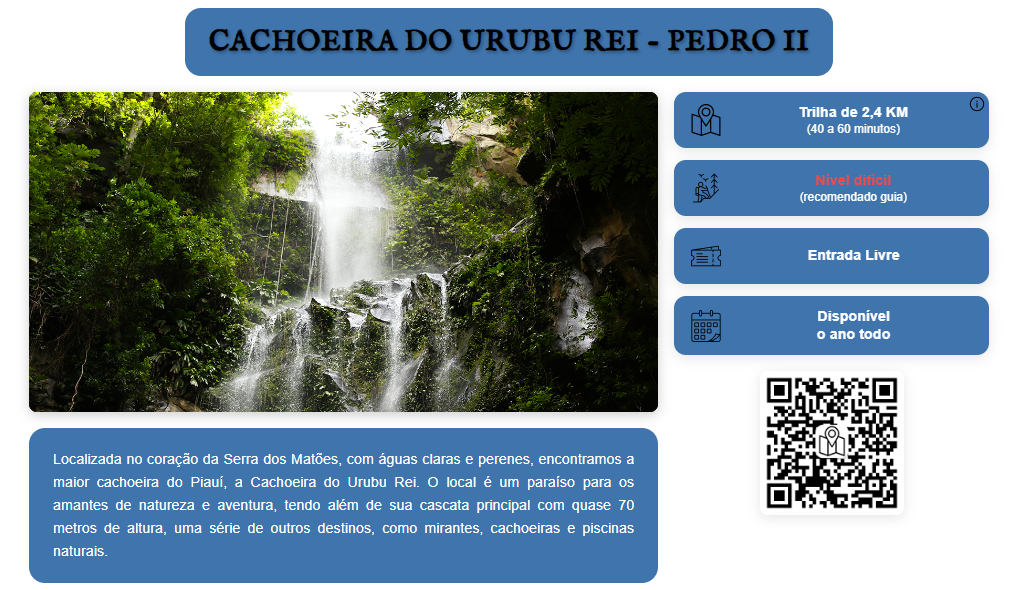 CACHOEIRA DO URUBU REI - PEDRO II
Trilha de 2,4 KM
(40 a 60 minutos)
Nível difícil
(recomendado guia)
Entrada Livre
Disponível
o ano todo
Localizada no coração da Serra dos Matões, com águas claras e perenes, encontramos a
maior cachoeira do Piauí, a Cachoeira do Urubu Rei. O local é um paraíso para os
amantes de natureza e aventura, tendo além de sua cascata principal com quase 70
metros de altura, uma série de outros destinos, como mirantes, cachoeiras e piscinas
naturais.